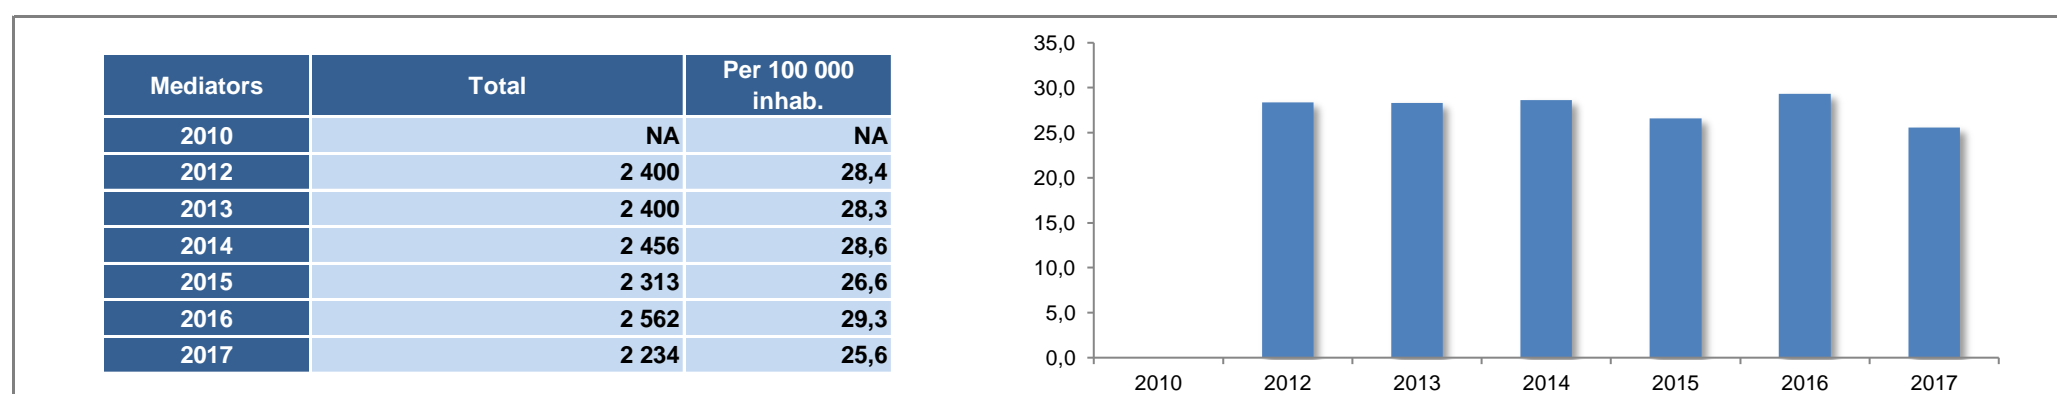 Mediators Total Per 100 000
inhab.
2010 NA NA
2012 2 400 28,4
2013 2 400 28,3
2014 2 456 28,6
2015 2 313 26,6
2016 2 562 29,3
2017 2 234 25,6
35,0
30,0
25,0
20,0
15,0
10,0
5,0
0,0
2010 2012 2013 2014 2015 2016 2017